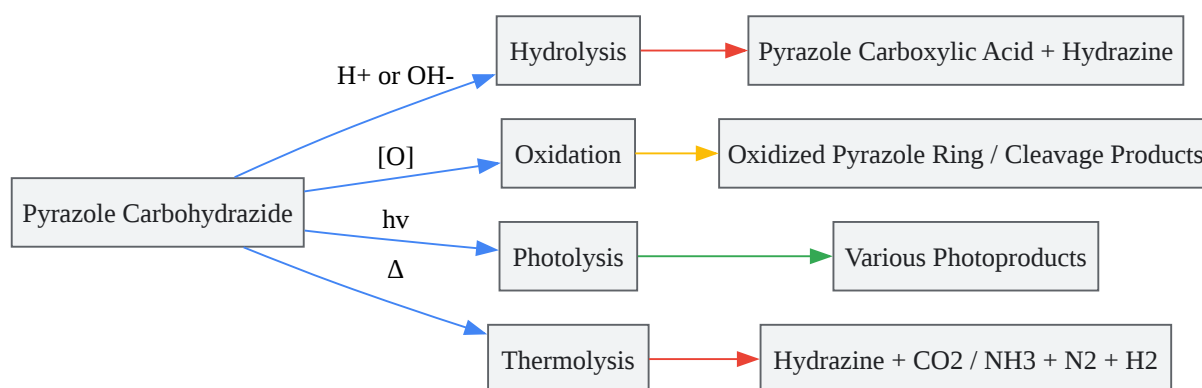 Hydrolysis
Pyrazole Carboxylic Acid + Hydrazine
H+ or OH-
Oxidation
Oxidized Pyrazole Ring / Cleavage Products
[O]
Pyrazole Carbohydrazide
hv
Photolysis
Various Photoproducts
Δ
Thermolysis
Hydrazine + CO2 / NH3 + N2 + H2